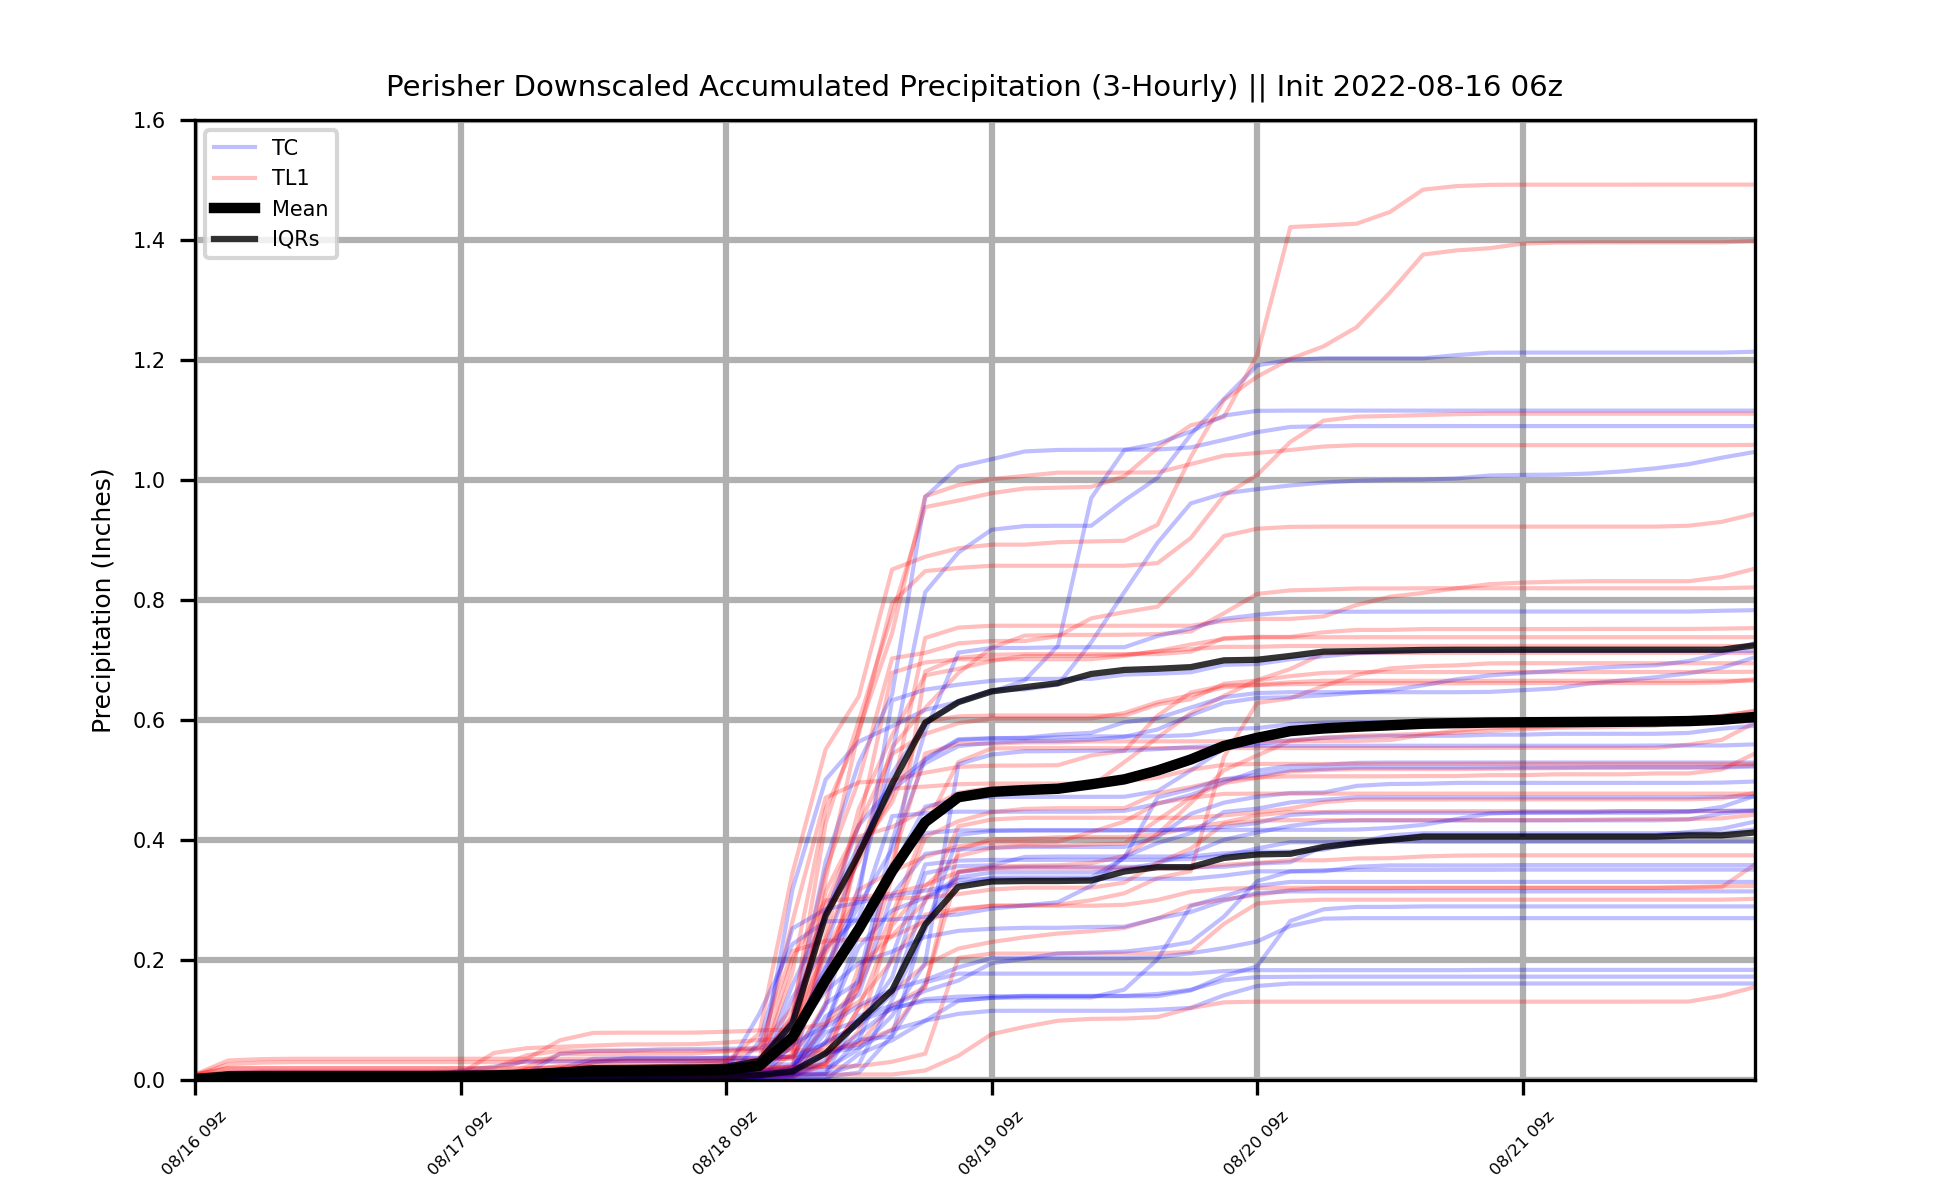 Perisher Downscaled Accumulated Precipitation (3-Hourly) || Init 2022-08-16 06z
TC
TL1
Mean
IQRs
Precipitation (Inches)
1.6
1.4
1.2
1.0
0.8
0.6
0.4
0.2
0.0
08/16 09z
08/17 09z
08/18 09z
08/19 09z
08/20 09z
08/21 09z